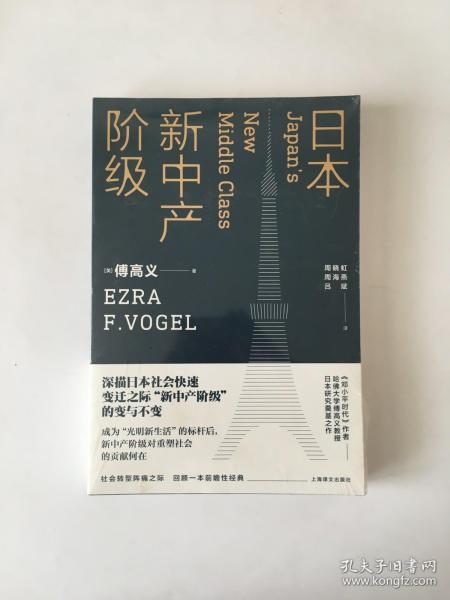 日本
新中产
阶级
Japan's
New
Middle Class
[美] 傅高义 著
EZRA
F.VOGEL
周晓虹
周海燕
吕斌
译
深描日本社会快速
变迁之际“新中产阶级”
的变与不变
成为“光明新生活”的标杆后，
新中产阶级对重塑社会
的贡献何在
社会转型阵痛之际 回顾一本前瞻性经典
《邓小平时代》作者
哈佛大学傅高义教授
日本研究奠基之作
上海译文出版社
孔夫子旧书网
www.kongfz.com